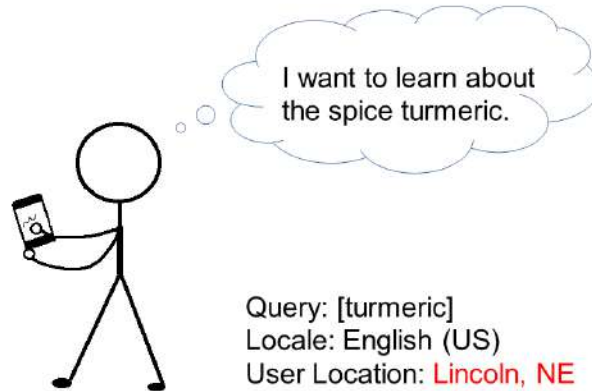 I want to learn about
the spice turmeric.
Query: [turmeric]
Locale: English (US)
User Location: Lincoln, NE